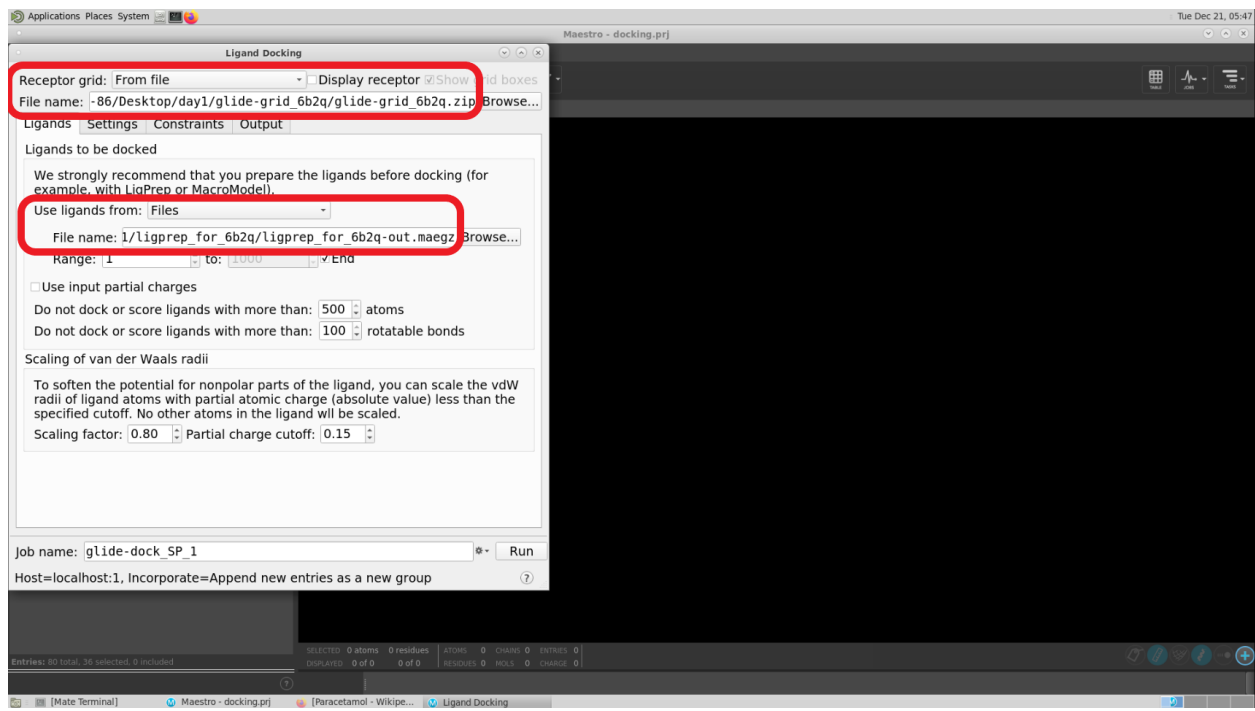 Applications Places System
Tue Dec 21, 05:47
Maestro - docking.prj
Ligand Docking
Receptor grid: From file Display receptor Show grid boxes
File name: -86/Desktop/day1/glide-grid_6b2q/glide-grid_6b2q.zip Browse...
Ligands Settings Constraints Output
TABLE JOBS TASKS
Ligands to be docked
We strongly recommend that you prepare the ligands before docking (for
example, with LigPrep or MacroModel).
Use ligands from: Files
File name: 1/ligprep_for_6b2q/ligprep_for_6b2q-out.maegz Browse...
Range: 1 to: 1000 End
Use input partial charges
Do not dock or score ligands with more than: 500 atoms
Do not dock or score ligands with more than: 100 rotatable bonds
Scaling of van der Waals radii
To soften the potential for nonpolar parts of the ligand, you can scale the vdW
radii of ligand atoms with partial atomic charge (absolute value) less than the
specified cutoff. No other atoms in the ligand wll be scaled.
Scaling factor: 0.80 Partial charge cutoff: 0.15
Job name: glide-dock_SP_1 Run
Host=localhost:1, Incorporate=Append new entries as a new group ?
SELECTED 0 atoms 0 residues ATOMS 0 CHAINS 0 ENTRIES 0
Entries: 80 total, 36 selected, 0 included
DISPLAYED 0 of 0 0 of 0 RESIDUES 0 MOLS 0 CHARGE 0
?
[Mate Terminal] Maestro - docking.prj [Paracetamol - Wikipe... Ligand Docking